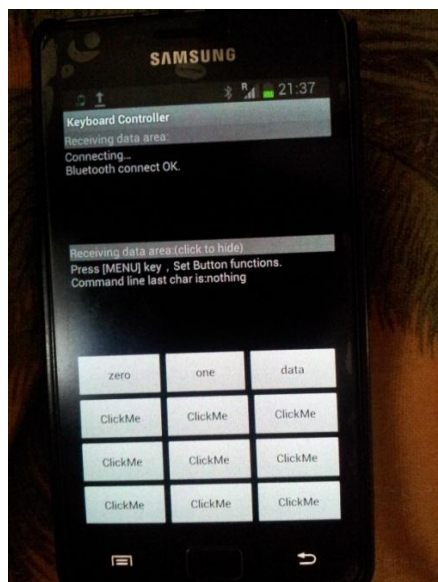 SAMSUNG
R 21:37
Keyboard Controller
Receiving data area:
Connecting...
Bluetooth connect OK.
Receiving data area:(click to hide)
Press [MENU] key , Set Button functions.
Command line last char is:nothing
zero one data
ClickMe ClickMe ClickMe
ClickMe ClickMe ClickMe
ClickMe ClickMe ClickMe